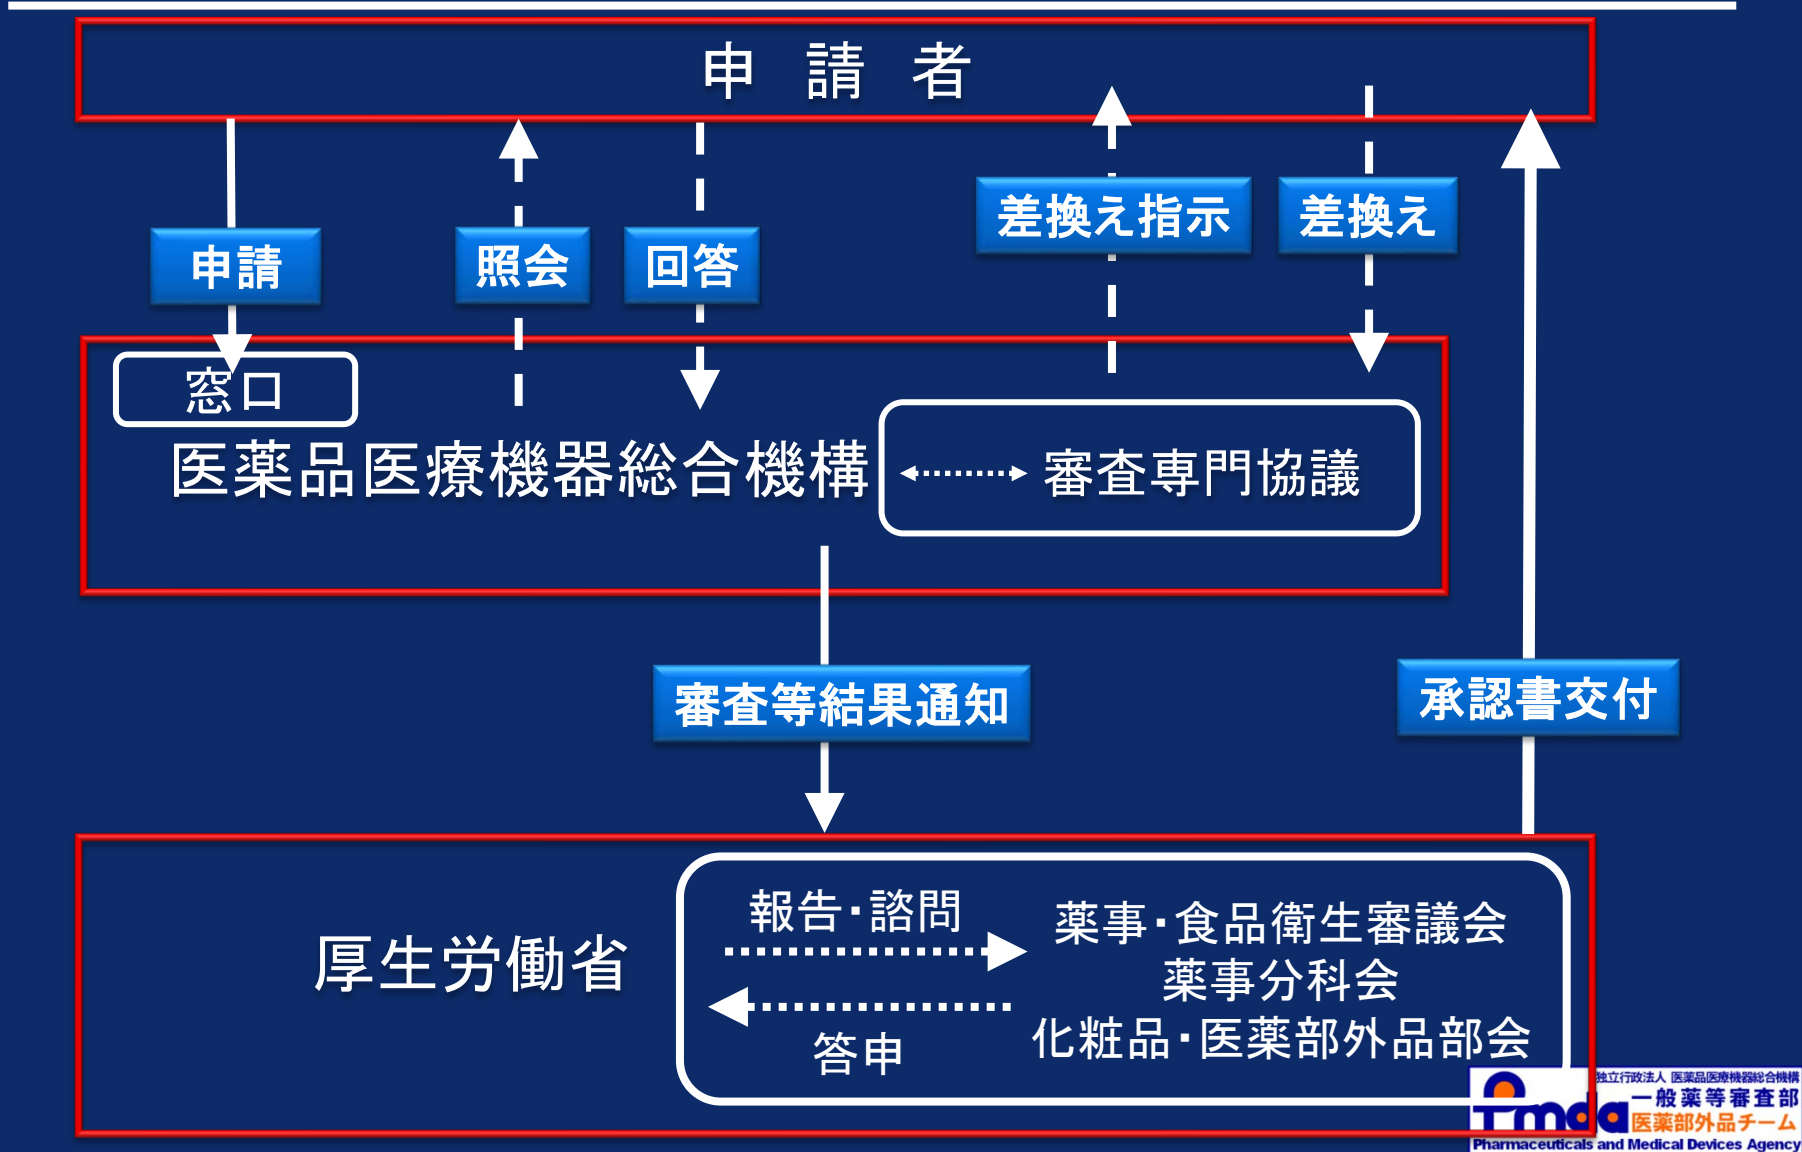 申 請 者
申請
照会
回答
差換え指示
差換え
窓口
医薬品医療機器総合機構
審査専門協議
審査等結果通知
承認書交付
厚生労働省
報告・諮問
答申
薬事・食品衛生審議会
薬事分科会
化粧品・医薬部外品部会
独立行政法人 医薬品医療機器総合機構
一般薬等審査部
医薬部外品チーム
Pmda
Pharmaceuticals and Medical Devices Agency